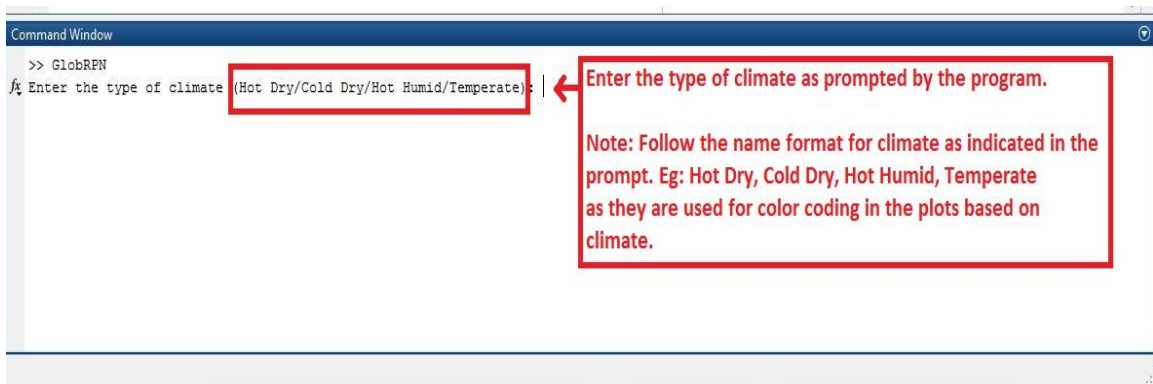 Command Window
>> GlobRPN
fx Enter the type of climate (Hot Dry/Cold Dry/Hot Humid/Temperate):
Enter the type of climate as prompted by the program.
Note: Follow the name format for climate as indicated in the
prompt. Eg: Hot Dry, Cold Dry, Hot Humid, Temperate
as they are used for color coding in the plots based on
climate.